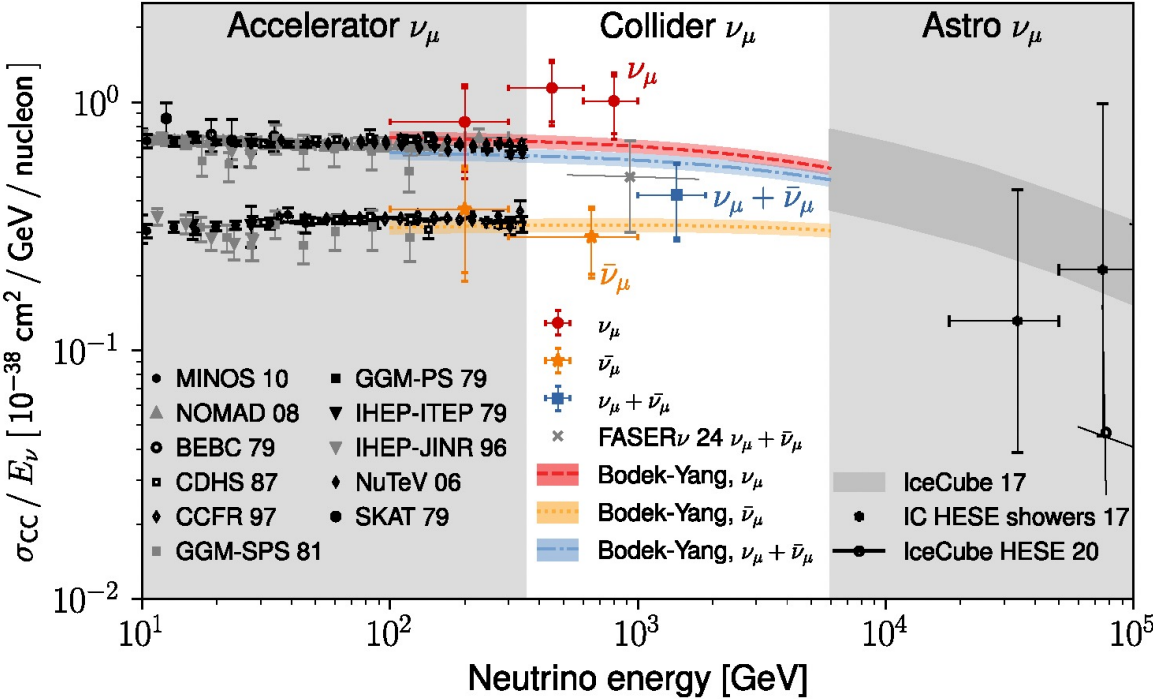 Accelerator νμ
Collider νμ
Astro νμ
σCC / Eν [ 10⁻³⁸ cm² / GeV / nucleon]
10⁰
10⁻¹
10⁻²
νμ
νμ + ν̄μ
ν̄μ
MINOS 10
NOMAD 08
BEBC 79
CDHS 87
CCFR 97
GGM-SPS 81
GGM-PS 79
IHEP-ITEP 79
IHEP-JINR 96
NuTeV 06
SKAT 79
νμ
ν̄μ
νμ + ν̄μ
FASERν 24 νμ + ν̄μ
Bodek-Yang, νμ
Bodek-Yang, ν̄μ
Bodek-Yang, νμ + ν̄μ
IceCube 17
IC HESE showers 17
IceCube HESE 20
10¹
10²
10³
10⁴
10⁵
Neutrino energy [GeV]